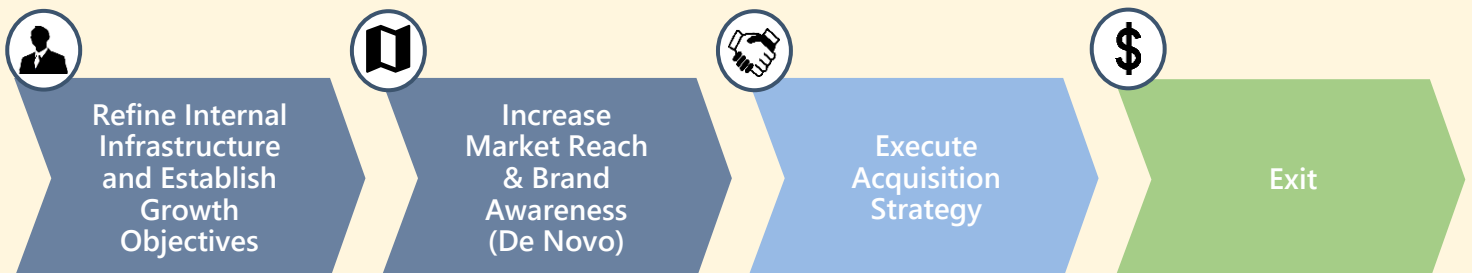 Refine Internal
Infrastructure
and Establish
Growth
Objectives
Increase
Market Reach
& Brand
Awareness
(De Novo)
Execute
Acquisition
Strategy
$
Exit